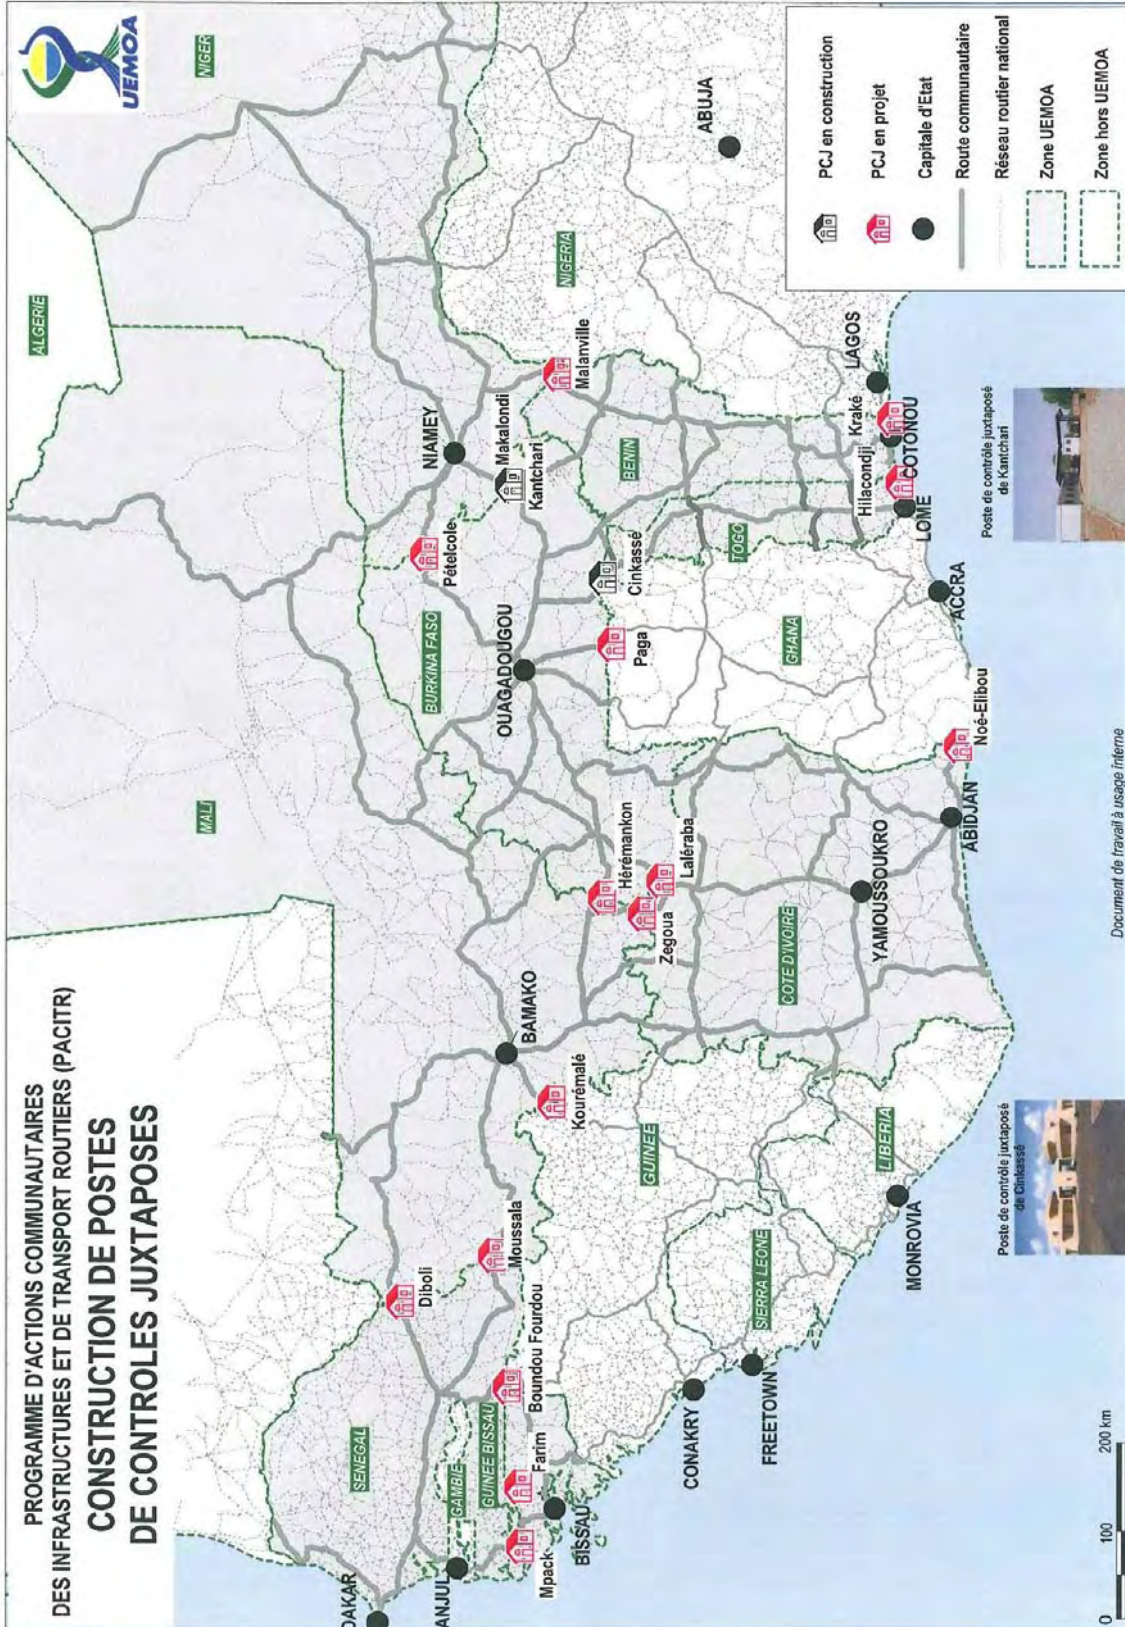 PROGRAMME D'ACTIONS COMMUNAUTAIRES
DES INFRASTRUCTURES ET DE TRANSPORT ROUTIERS (PACITR)
CONSTRUCTION DE POSTES
DE CONTROLES JUXTAPOSES
UEMOA
ALGERIE
NIGER
MALI
SENEGAL
DAKAR
Diboli
NIAMEY
Pételcole
BURKINA FASO
Makalondi
Kantchari
GAMBIE
ANJUL
GUINEE BISSAU
Boundou Fourdou
Moussala
BAMAKO
OUAGADOUGOU
Malanville
NIGERIA
Mpack
Farim
BISSAU
Kourémalé
Hérémankon
Zegoua
Laléraba
Paga
Cinkassé
BENIN
TOGO
ABUJA
GUINEE
COTE D'IVOIRE
GHANA
CONAKRY
SIERRA LEONE
FREETOWN
LIBERIA
MONROVIA
YAMOUSSOUKRO
ABIDJAN
Noé-Elibou
ACCRA
LOME
Hilacondji
COTONOU
Kraké
LAGOS
PCJ en construction
PCJ en projet
Capitale d'Etat
Route communautaire
Réseau routier national
Zone UEMOA
Zone hors UEMOA
Poste de contrôle juxtaposé
de Cinkassé
Poste de contrôle juxtaposé
de Kantchari
0 100 200 km
Document de travail à usage interne